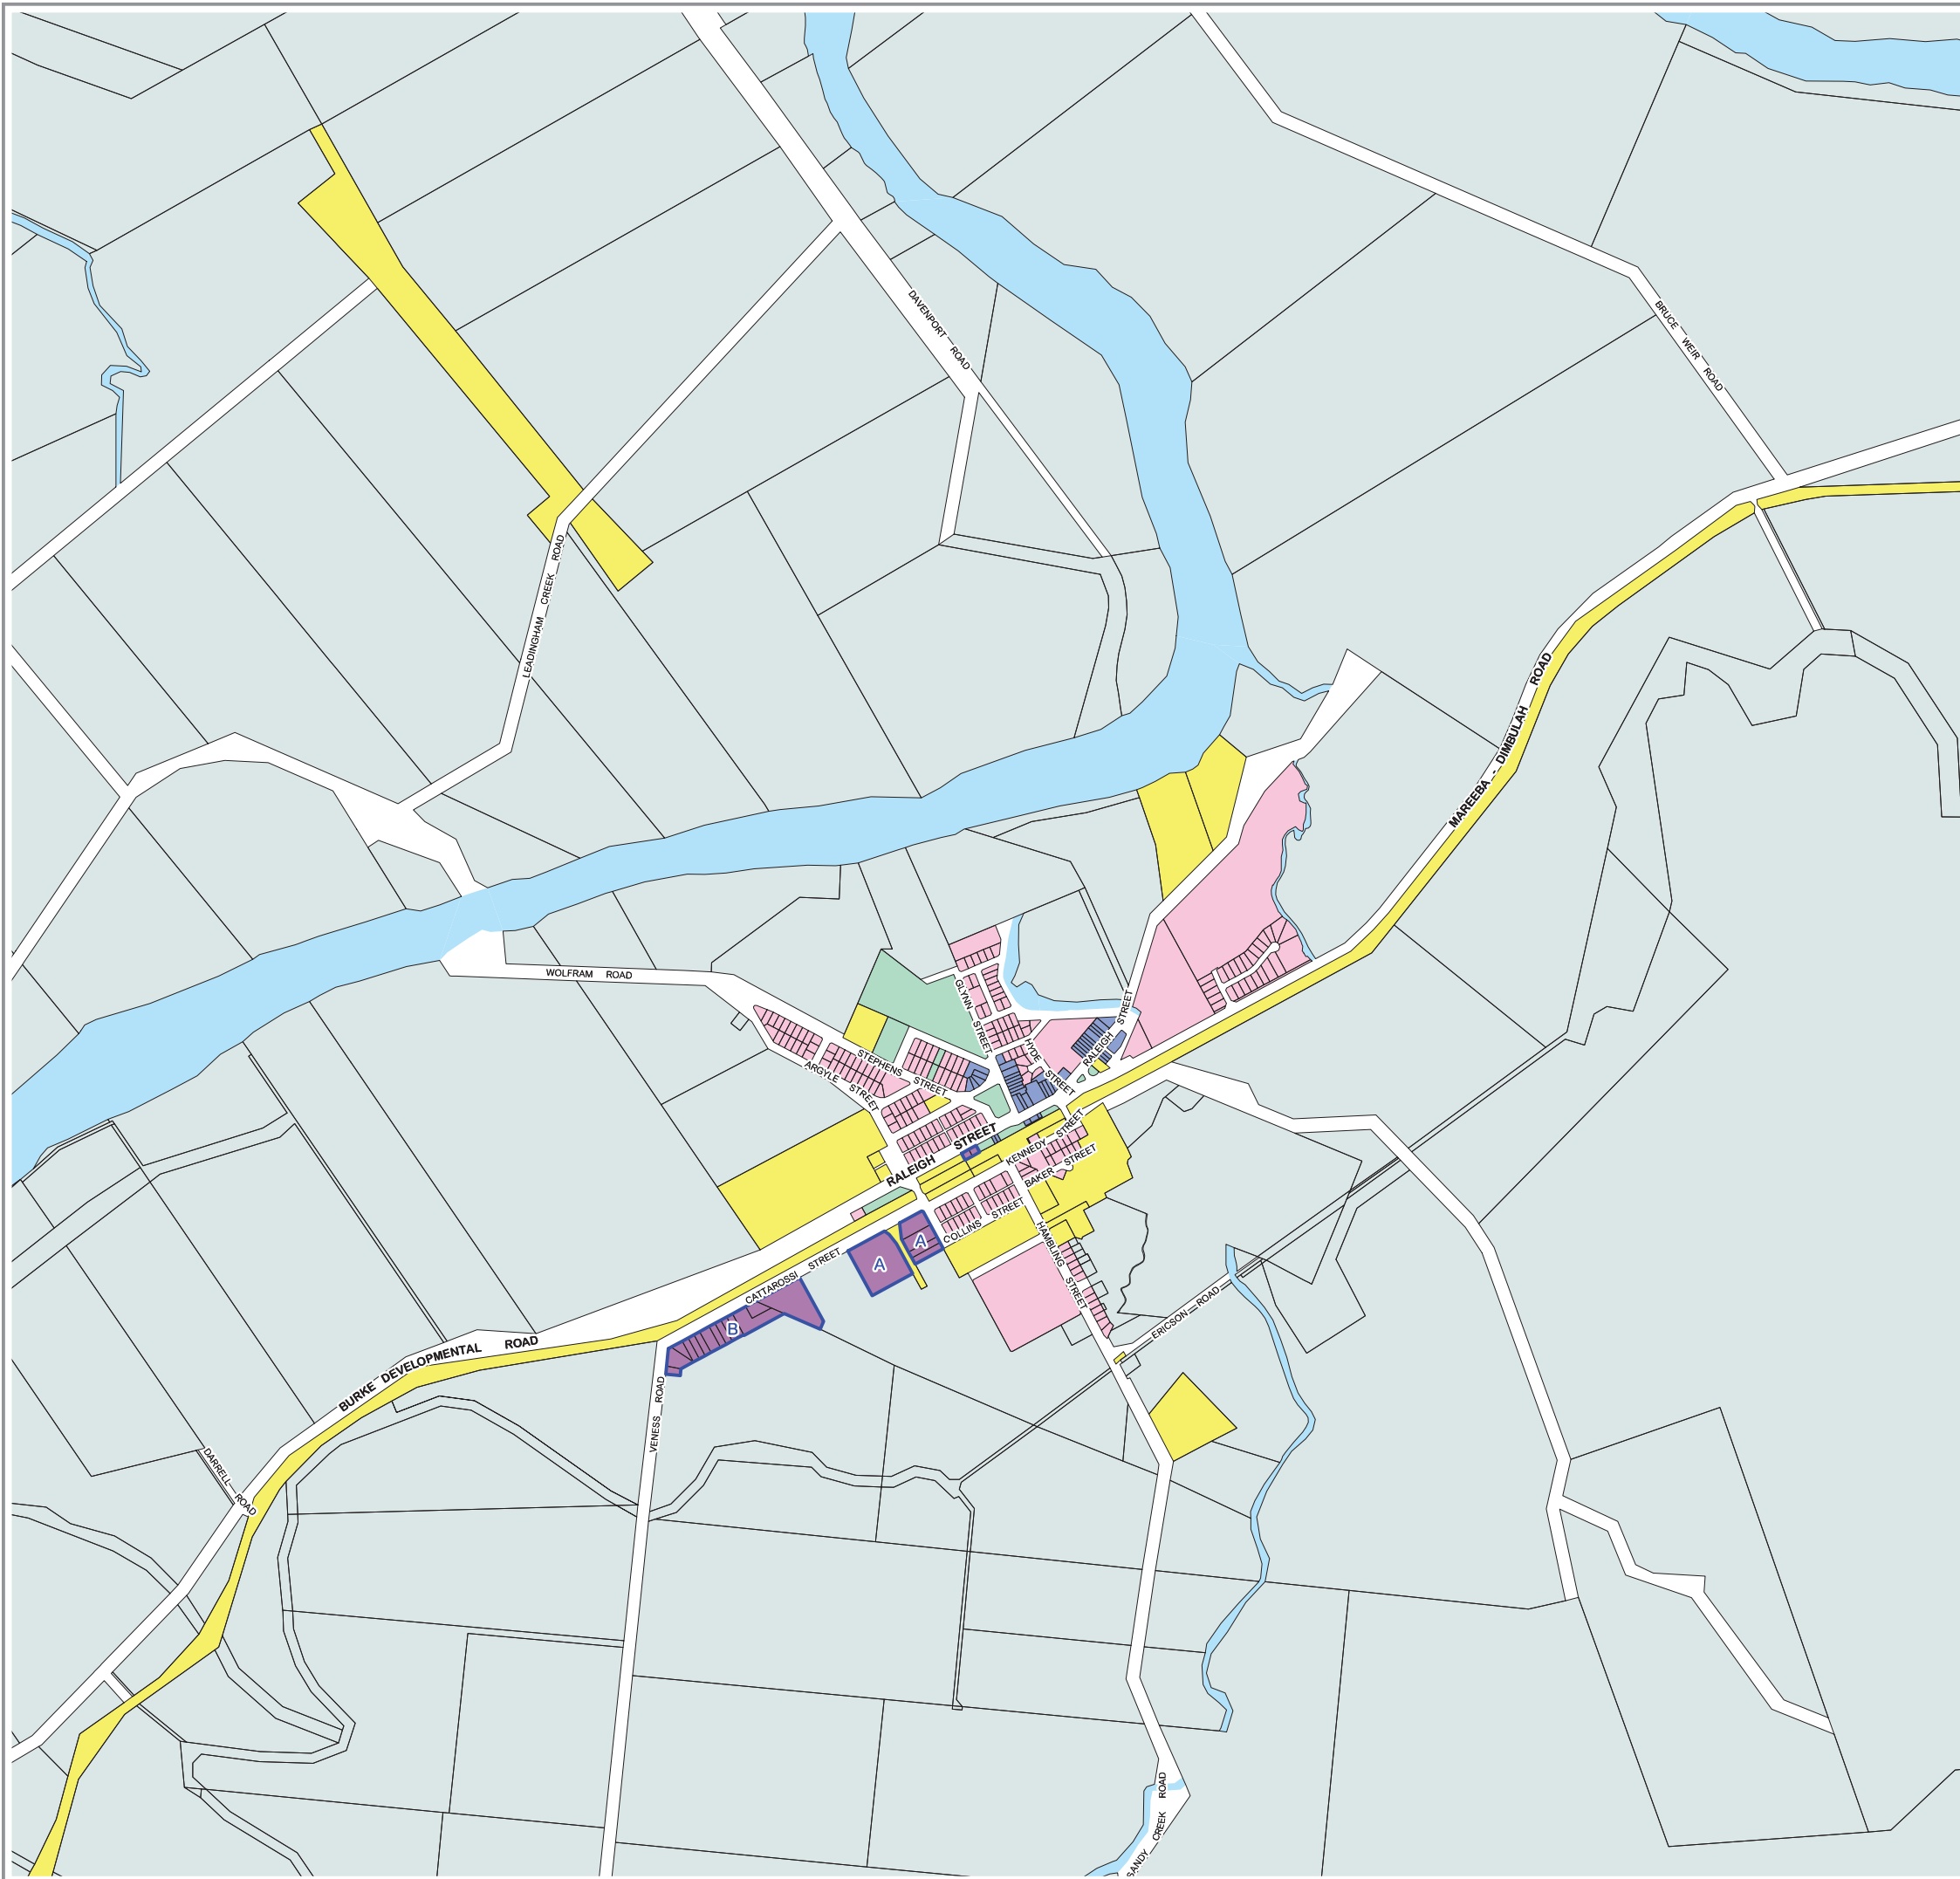 DAVENPORT ROAD
BRUCE WEIR ROAD
LEADINGHAM CREEK ROAD
MAREEBA - DIMBULAH ROAD
WOLFRAM ROAD
GLYNN STREET
RALEIGH STREET
HYDE STREET
STEPHENS STREET
ARGYLE STREET
RALEIGH STREET
KENNEDY STREET
BAKER STREET
COLLINS STREET
HAMBLING STREET
CATTAROSSI STREET
A
A
B
ERICSON ROAD
BURKE DEVELOPMENTAL ROAD
VENESS ROAD
DARRELL ROAD
SANDY CREEK ROAD